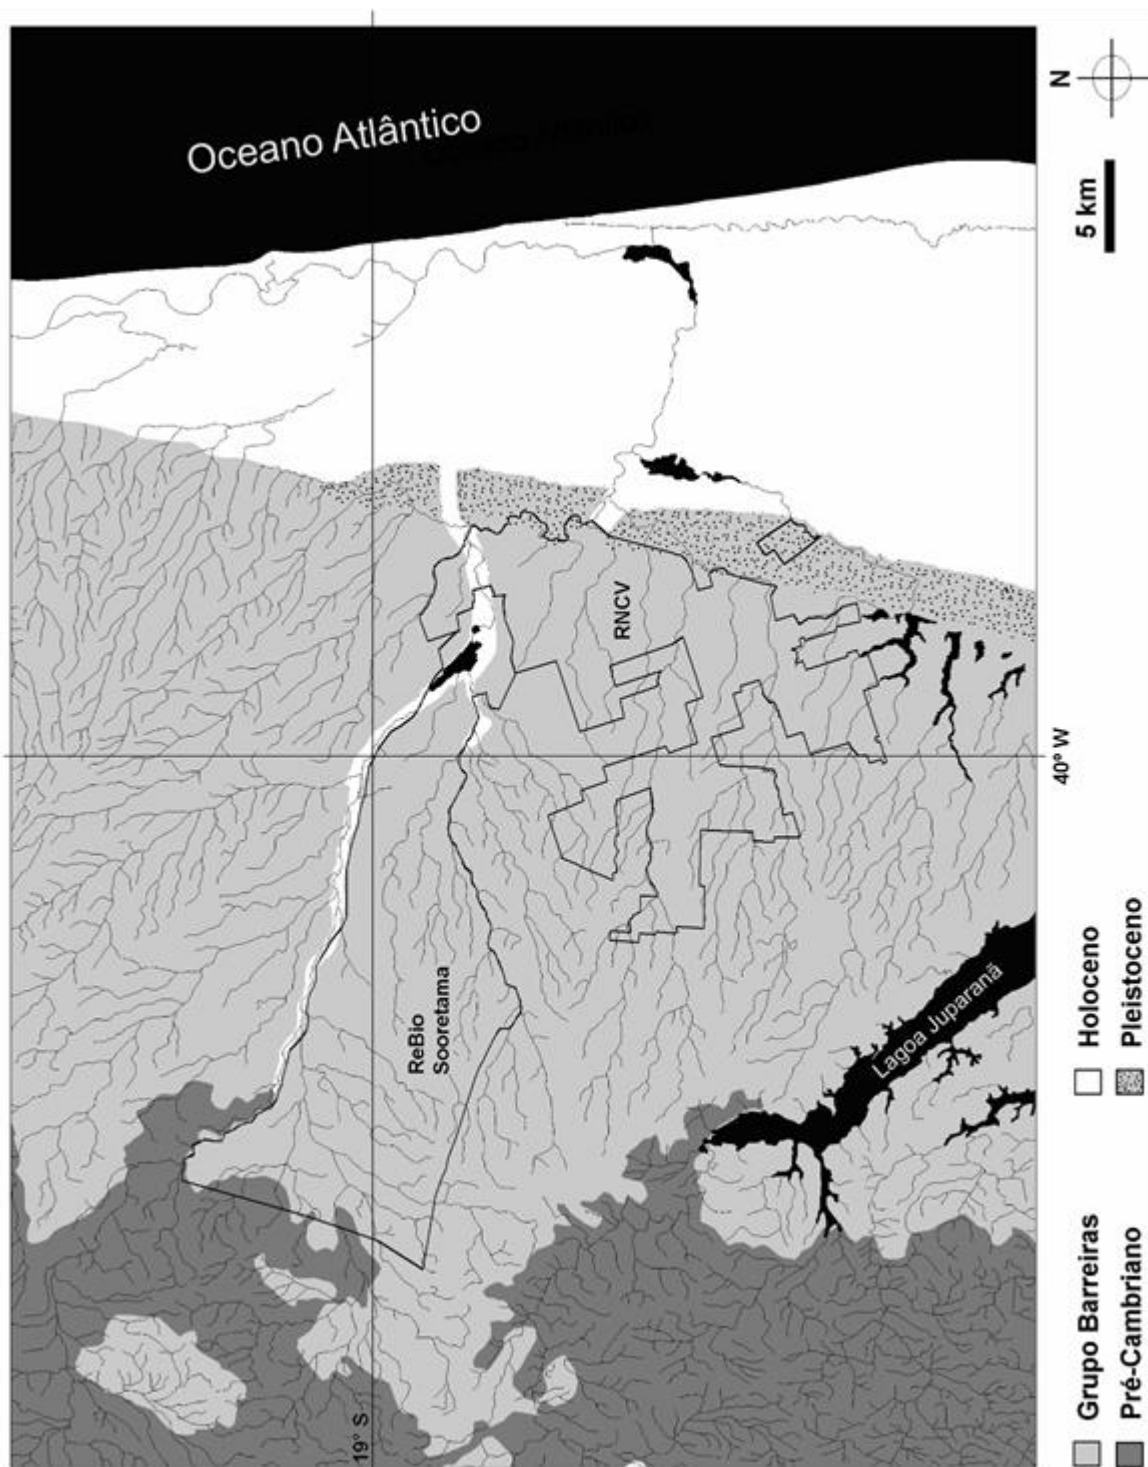 Oceano Atlântico
N
5 km
RNCV
40° W
ReBio
Sooretama
Lagoa Juparanã
19° S
Grupo Barreiras
Holoceno
Pré-Cambriano
Pleistoceno